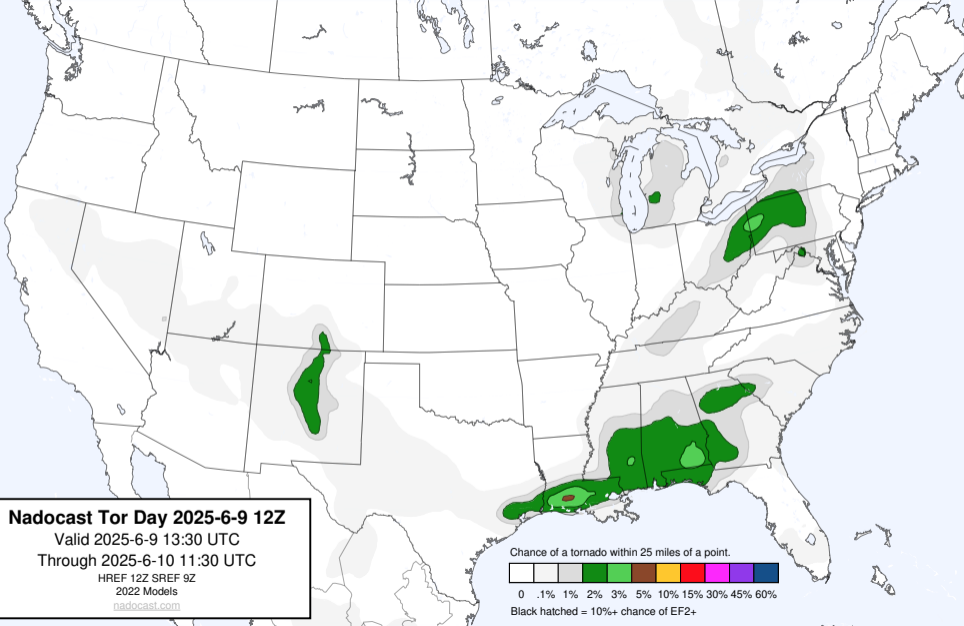 Nadocast Tor Day 2025-6-9 12Z
Valid 2025-6-9 13:30 UTC
Through 2025-6-10 11:30 UTC
HREF 12Z SREF 9Z
2022 Models
nadocast.com
Chance of a tornado within 25 miles of a point.
0 .1% 1% 2% 3% 5% 10% 15% 30% 45% 60%
Black hatched = 10%+ chance of EF2+